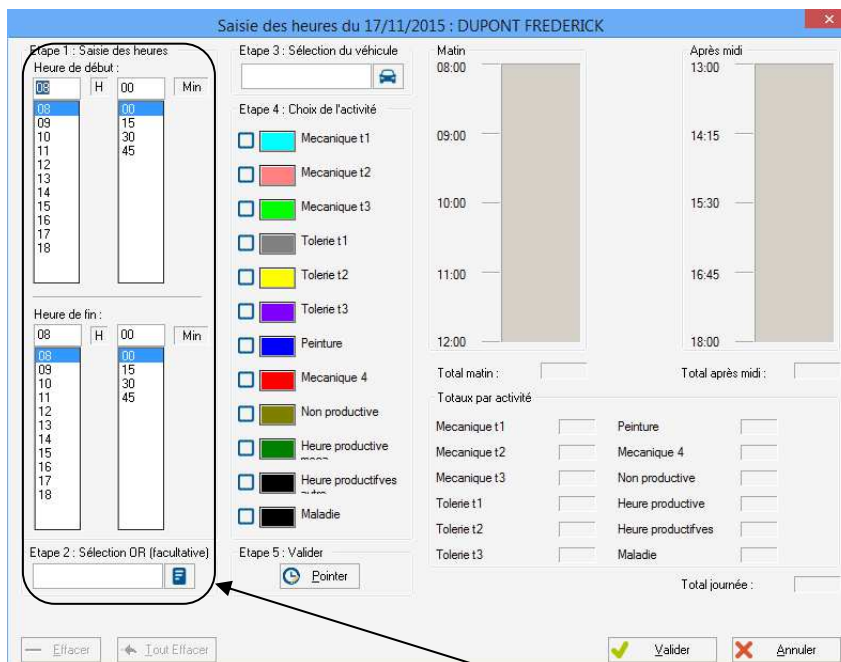 Saisie des heures du 17/11/2015 : DUPONT FREDERICK
Etape 1 : Saisie des heures
Heure de début :
08 H 00 Min
08 00
09 15
10 30
11 45
12
13
14
15
16
17
18
Heure de fin :
08 H 00 Min
08 00
09 15
10 30
11 45
12
13
14
15
16
17
18
Etape 2 : Sélection OR (facultative)
Etape 3 : Sélection du véhicule
Etape 4 : Choix de l'activité
Mecanique t1
Mecanique t2
Mecanique t3
Tolerie t1
Tolerie t2
Tolerie t3
Peinture
Mecanique 4
Non productive
Heure productive
Heure productifves
Maladie
Etape 5 : Valider
Pointer
Matin
08:00
09:00
10:00
11:00
12:00
Total matin :
Après midi
13:00
14:15
15:30
16:45
18:00
Total après midi :
Totaux par activité
Mecanique t1 Peinture
Mecanique t2 Mecanique 4
Mecanique t3 Non productive
Tolerie t1 Heure productive
Tolerie t2 Heure productifves
Tolerie t3 Maladie
Total journée :
Effacer Tout Effacer Valider Annuler